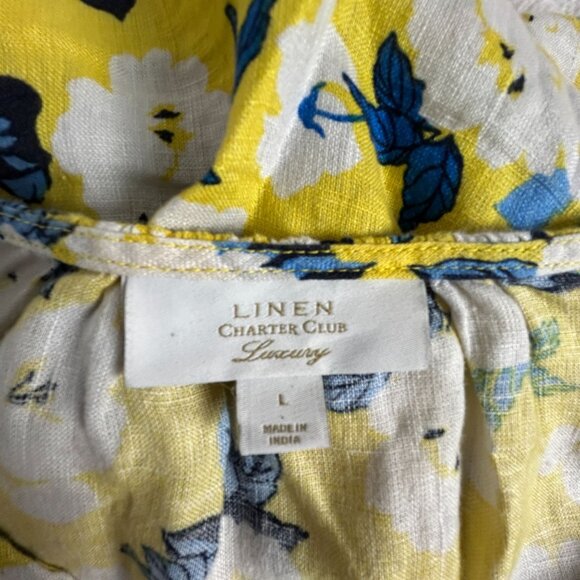 LINEN
CHARTER CLUB
Luxury
L
MADE IN
INDIA